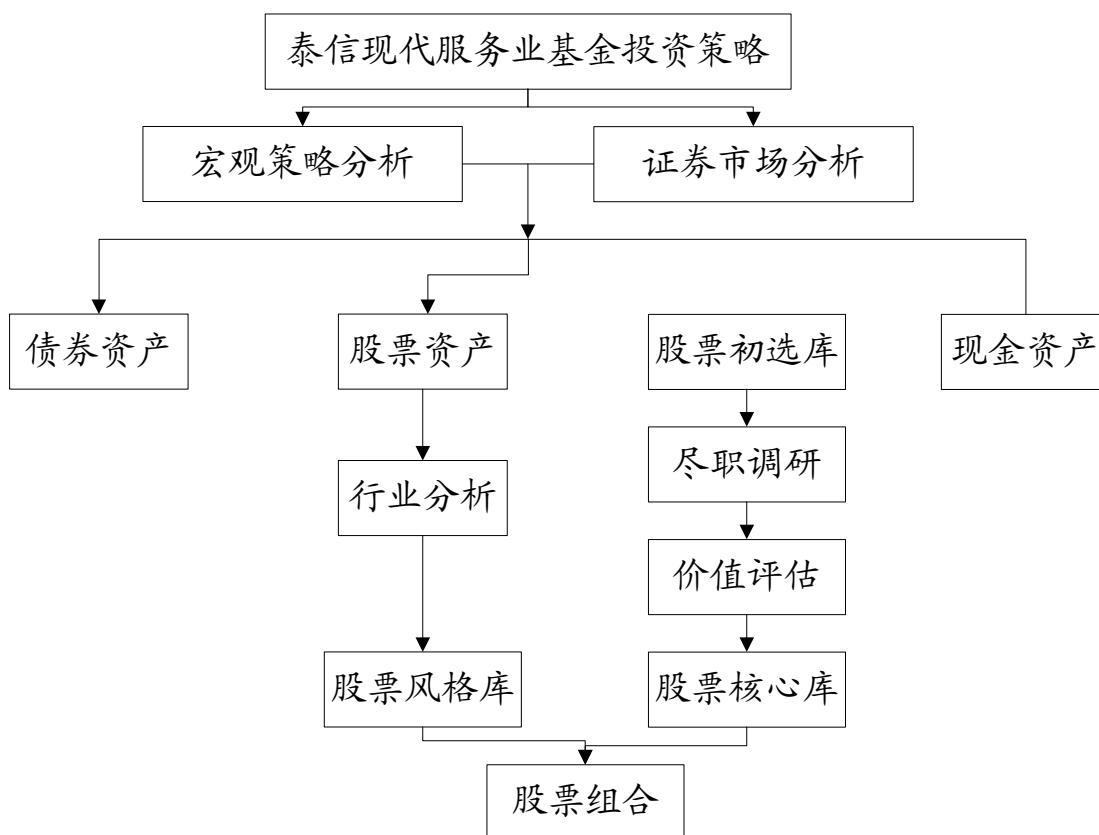 泰信现代服务业基金投资策略
宏观策略分析
证券市场分析
债券资产
股票资产
股票初选库
现金资产
尽职调研
行业分析
价值评估
股票风格库
股票核心库
股票组合